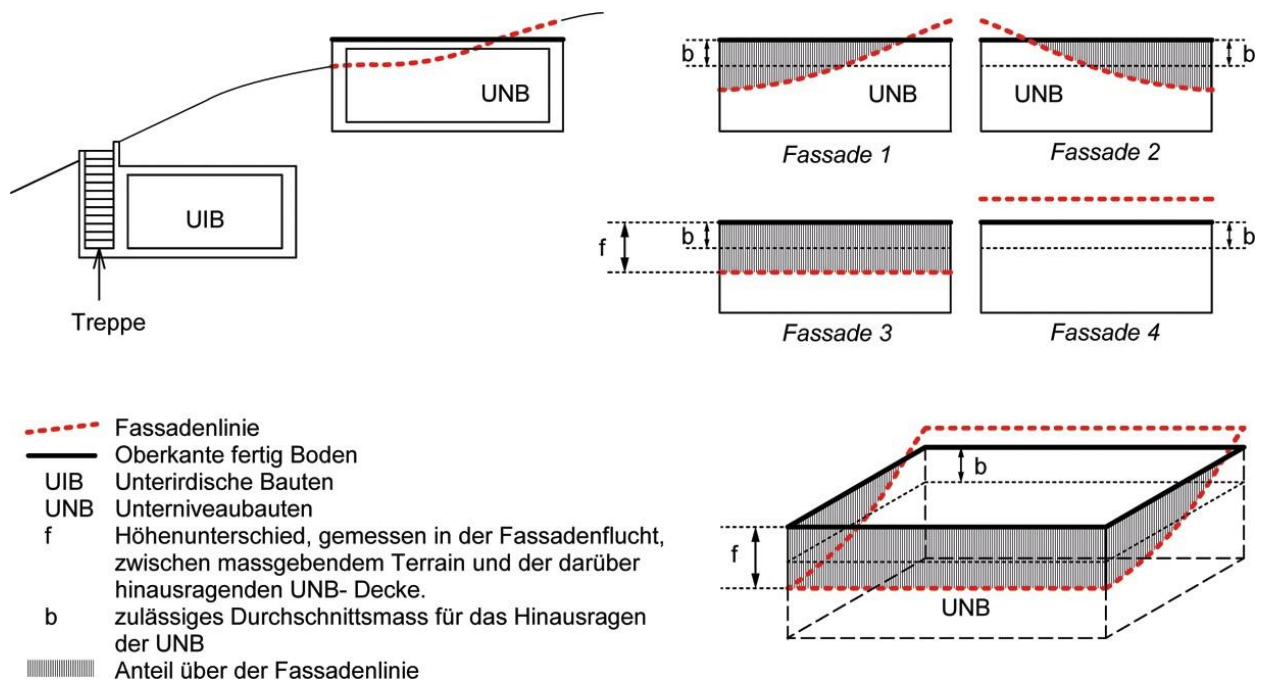 UNB
UIB
Treppe
b
UNB
Fassade 1
UNB
b
Fassade 2
f
b
Fassade 3
b
Fassade 4
Fassadenlinie
Oberkante fertig Boden
UIB Unterirdische Bauten
UNB Unterniveaubauten
f Höhenunterschied, gemessen in der Fassadenflucht,
zwischen massgebendem Terrain und der darüber
hinausragenden UNB- Decke.
b zulässiges Durchschnittsmass für das Hinausragen
der UNB
Anteil über der Fassadenlinie
b
f
UNB